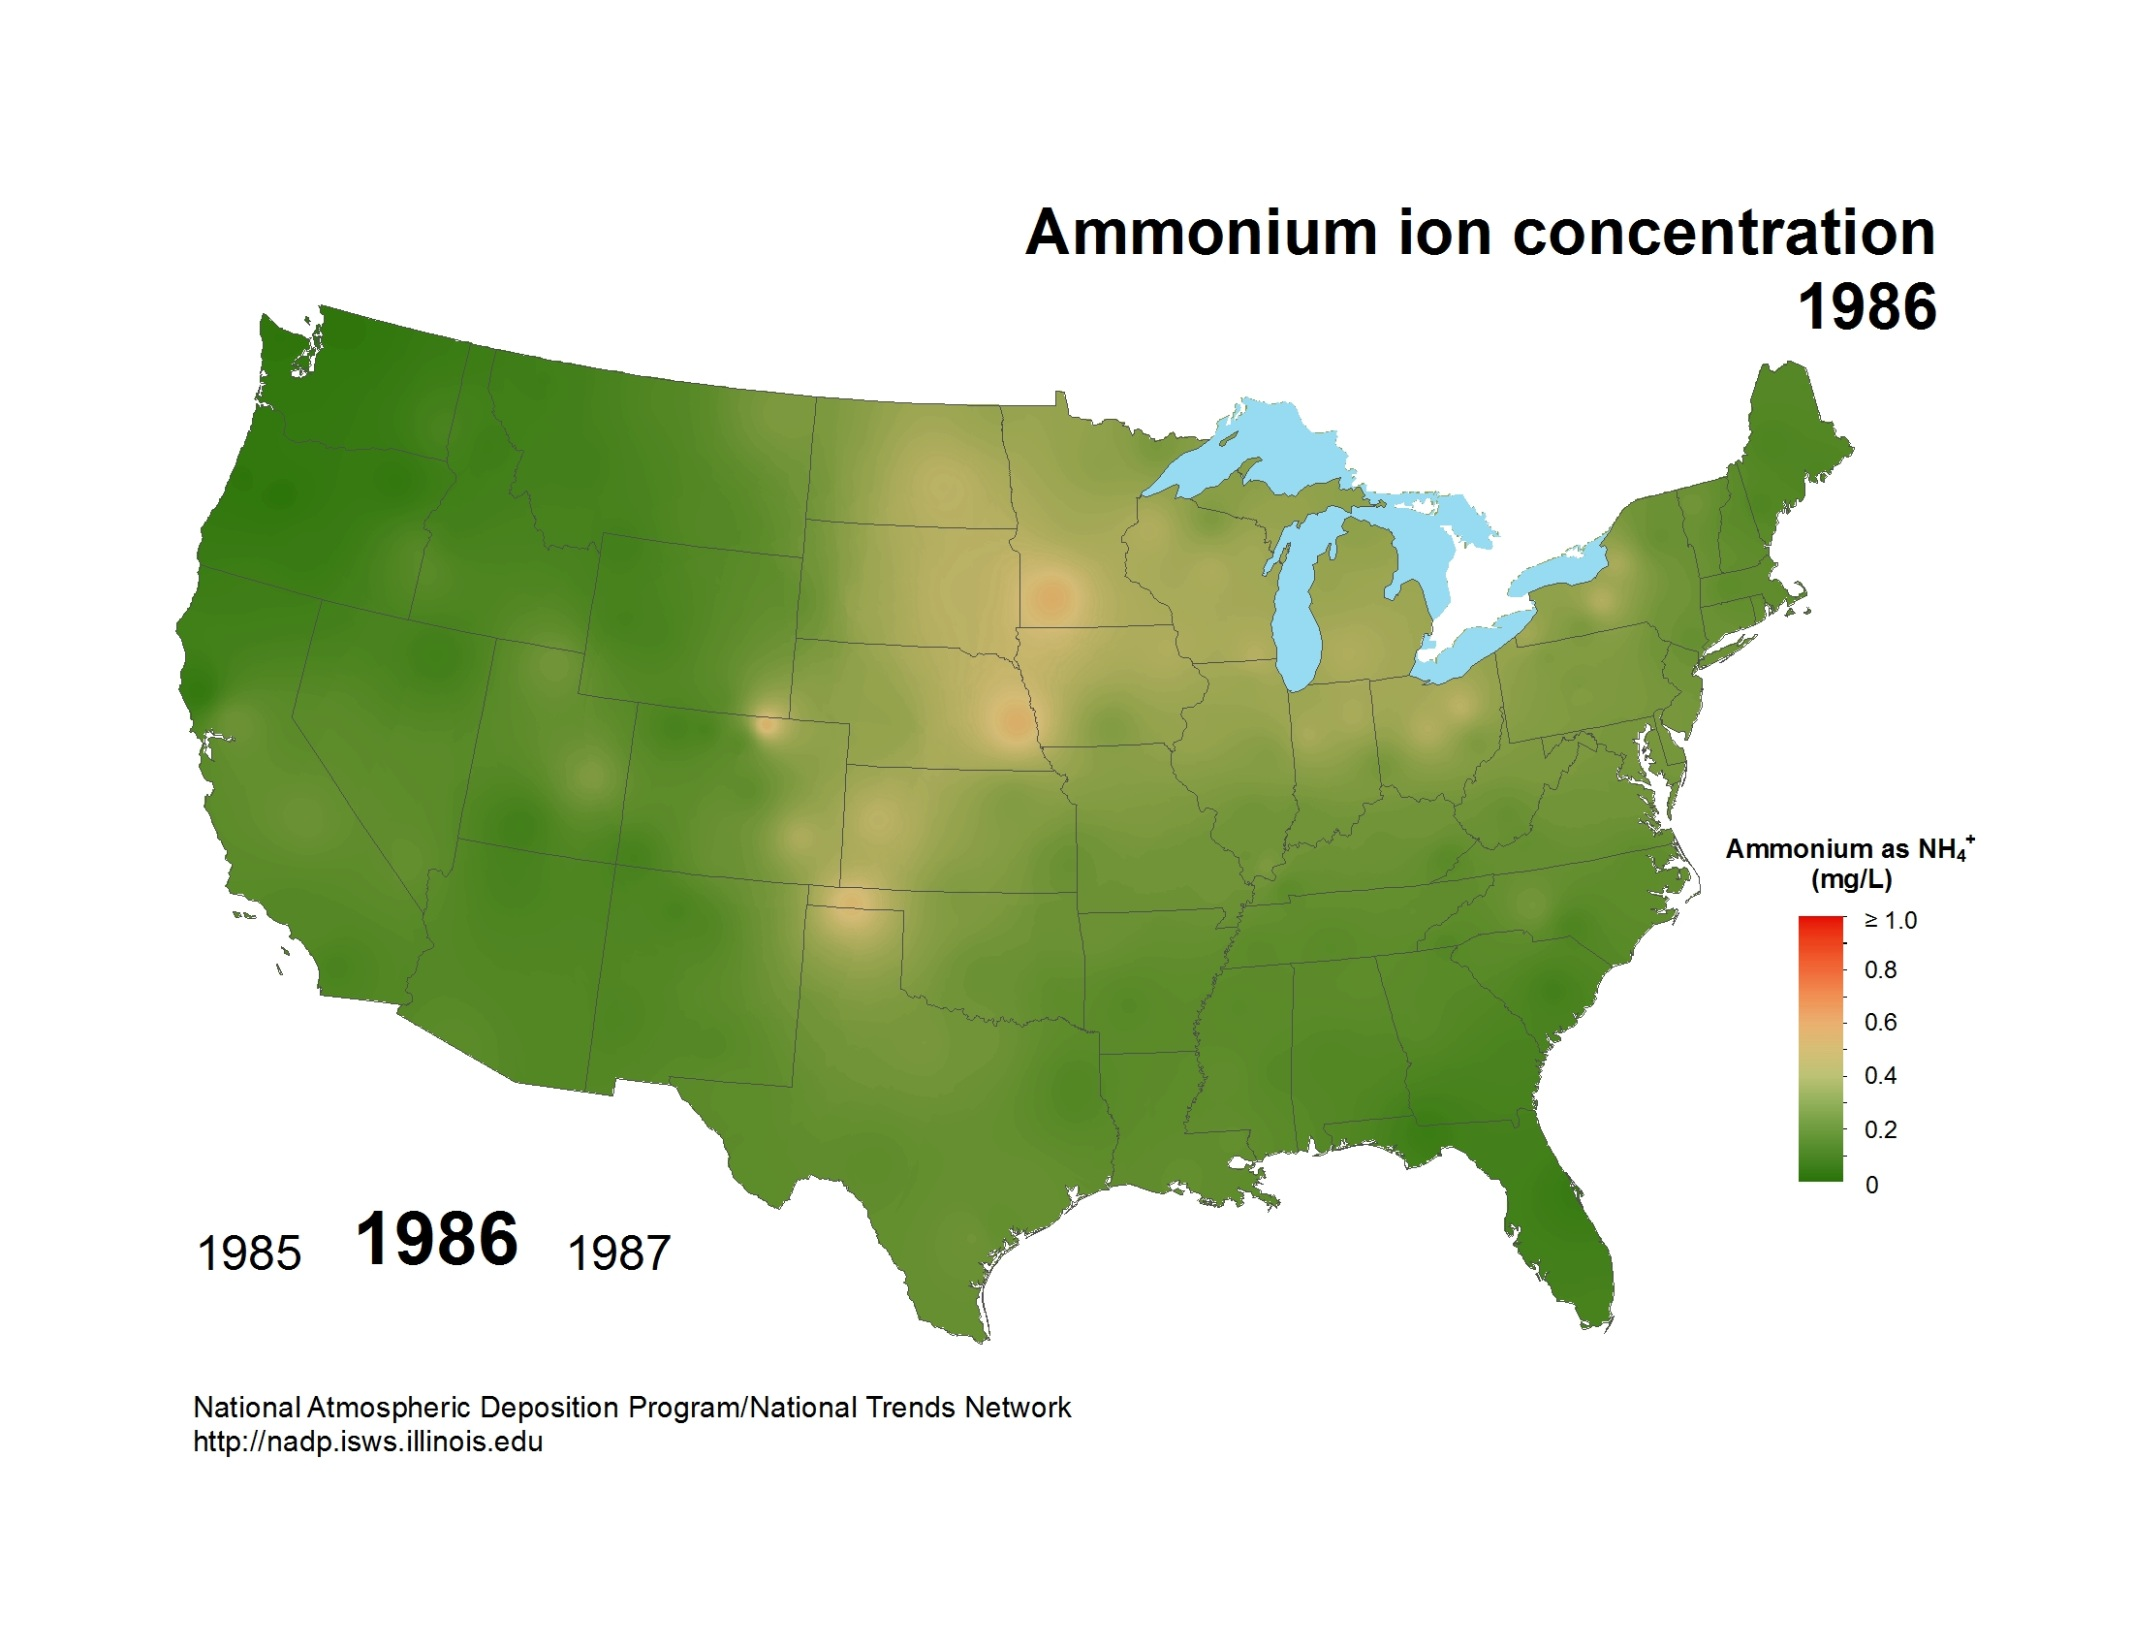 Ammonium ion concentration
1986
Ammonium as NH₄⁺
(mg/L)
≥ 1.0
0.8
0.6
0.4
0.2
0
1985 1986 1987
National Atmospheric Deposition Program/National Trends Network
http://nadp.isws.illinois.edu